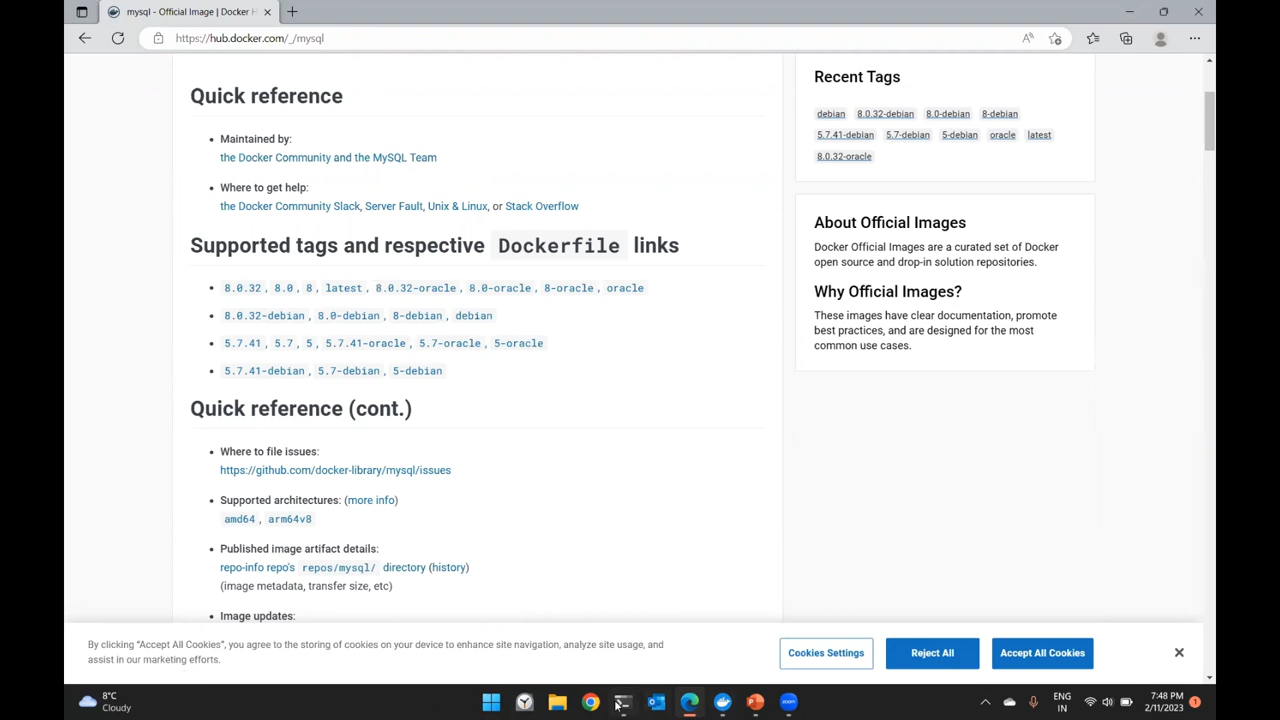 mysql - Official Image | Docker H
https://hub.docker.com/_/mysql
Quick reference
Maintained by:
the Docker Community and the MySQL Team
Where to get help:
the Docker Community Slack, Server Fault, Unix & Linux, or Stack Overflow
Supported tags and respective Dockerfile links
8.0.32, 8.0, 8, latest, 8.0.32-oracle, 8.0-oracle, 8-oracle, oracle
8.0.32-debian, 8.0-debian, 8-debian, debian
5.7.41, 5.7, 5, 5.7.41-oracle, 5.7-oracle, 5-oracle
5.7.41-debian, 5.7-debian, 5-debian
Quick reference (cont.)
Where to file issues:
https://github.com/docker-library/mysql/issues
Supported architectures: (more info)
amd64, arm64v8
Published image artifact details:
repo-info repo's repos/mysql/ directory (history)
(image metadata, transfer size, etc)
Image updates:
Recent Tags
debian 8.0.32-debian 8.0-debian 8-debian
5.7.41-debian 5.7-debian 5-debian oracle latest
8.0.32-oracle
About Official Images
Docker Official Images are a curated set of Docker
open source and drop-in solution repositories.
Why Official Images?
These images have clear documentation, promote
best practices, and are designed for the most
common use cases.
By clicking “Accept All Cookies”, you agree to the storing of cookies on your device to enhance site navigation, analyze site usage, and
assist in our marketing efforts.
Cookies Settings
Reject All
Accept All Cookies
8°C
Cloudy
zoom
ENG
IN
7:48 PM
2/11/2023
1